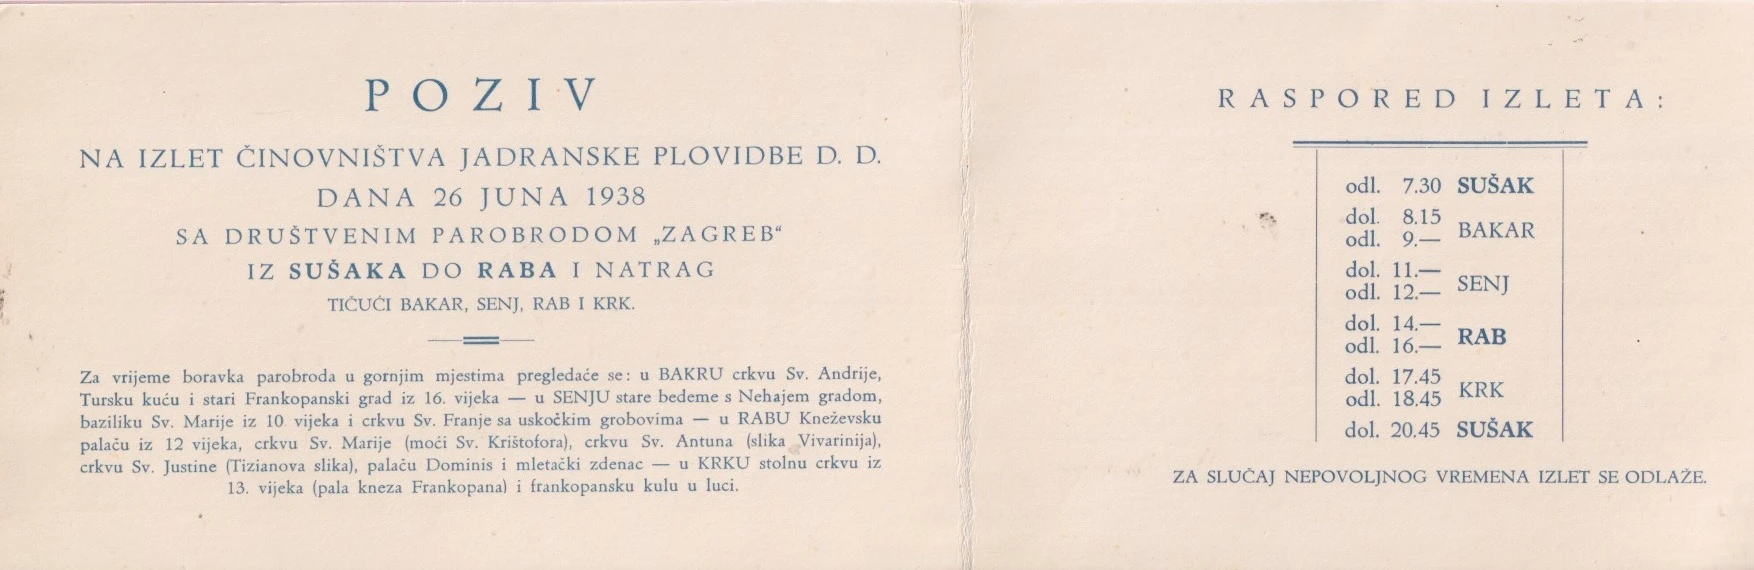 POZIV
NA IZLET ČINOVNIŠTVA JADRANSKE PLOVIDBE D. D.
DANA 26 JUNA 1938
SA DRUŠTVENIM PAROBRODOM „ZAGREB“
IZ SUŠAKA DO RABA I NATRAG
TIČUĆI BAKAR, SENJ, RAB I KRK.
Za vrijeme boravka parobroda u gornjim mjestima pregledaće se: u BAKRU crkvu Sv. Andrije,
Tursku kuću i stari Frankopanski grad iz 16. vijeka — u SENJU stare bedeme s Nehajem gradom,
baziliku Sv. Marije iz 10 vijeka i crkvu Sv. Franje sa uskočkim grobovima — u RABU Kneževsku
palaču iz 12 vijeka, crkvu Sv. Marije (moći Sv. Krištofora), crkvu Sv. Antuna (slika Vivarinija),
crkvu Sv. Justine (Tizianova slika), palaču Dominis i mletački zdenac — u KRKU stolnu crkvu iz
13. vijeka (pala kneza Frankopana) i frankopansku kulu u luci.
RASPORED IZLETA:
odl. 7.30 SUŠAK
dol. 8.15
odl. 9.— BAKAR
dol. 11.—
odl. 12.— SENJ
dol. 14.—
odl. 16.— RAB
dol. 17.45
odl. 18.45 KRK
dol. 20.45 SUŠAK
ZA SLUČAJ NEPOVOLJNOG VREMENA IZLET SE ODLAŽE.